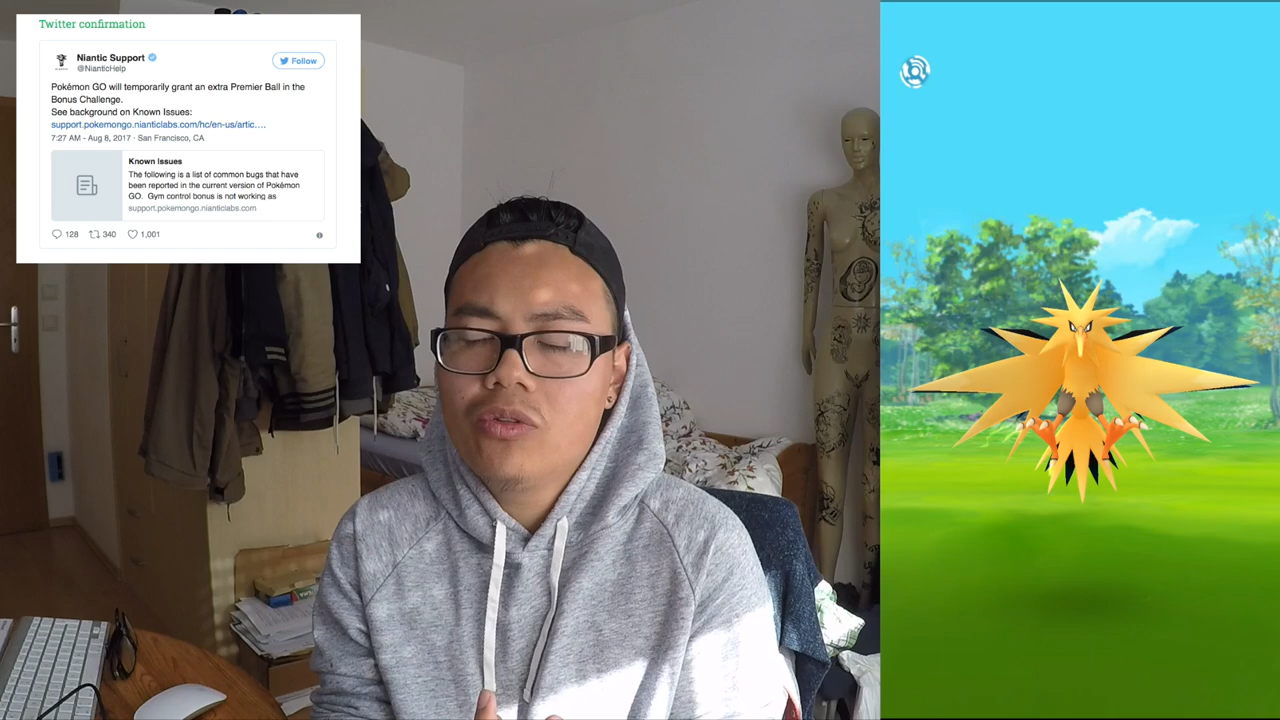 Twitter confirmation
Niantic Support
Follow
@NianticHelp
Pokémon GO will temporarily grant an extra Premier Ball in the
Bonus Challenge.
See background on Known Issues:
support.pokemongo.nianticlabs.com/hc/en-us/artic....
7:27 AM - Aug 8, 2017 · San Francisco, CA
Known Issues
The following is a list of common bugs that have
been reported in the current version of Pokémon
GO. Gym control bonus is not working as
support.pokemongo.nianticlabs.com
128 340 1,001